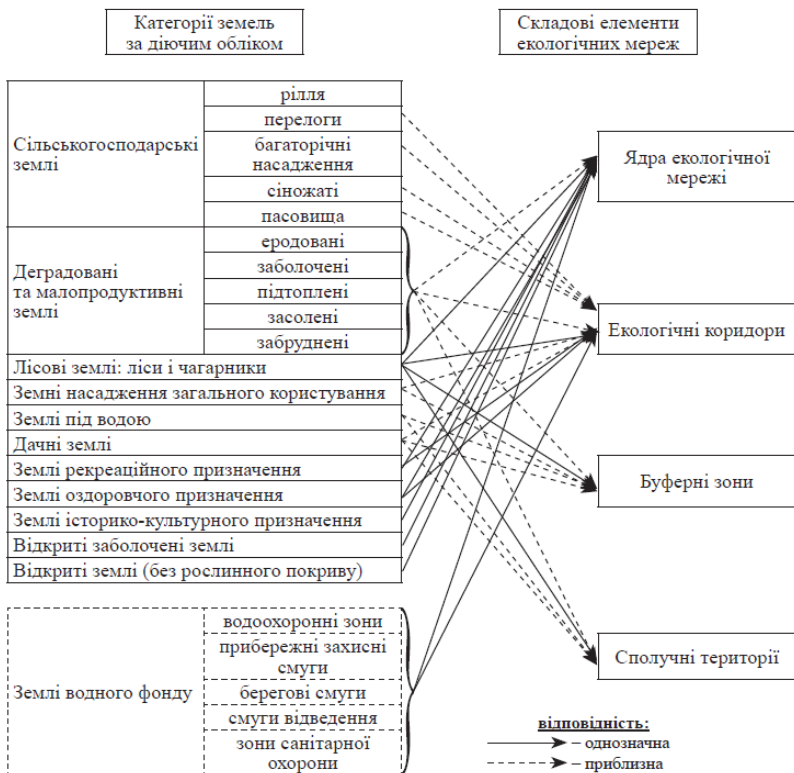 Категорії земель
за діючим обліком
Складові елементи
екологічних мереж
Сільськогосподарські
землі
рілля
перелоги
багаторічні
насадження
сіножаті
пасовища
Деградовані
та малопродуктивні
землі
еродовані
заболочені
підтоплені
засолені
забруднені
Лісові землі: ліси і чагарники
Земні насадження загального користування
Землі під водою
Дачні землі
Землі рекреаційного призначення
Землі оздоровчого призначення
Землі історико-культурного призначення
Відкриті заболочені землі
Відкриті землі (без рослинного покриву)
Землі водного фонду
водоохоронні зони
прибережні захисні
смуги
берегові смуги
смуги відведення
зони санітарної
охорони
Ядра екологічної
мережі
Екологічні коридори
Буферні зони
Сполучні території
відповідність:
– однозначна
– приблизна